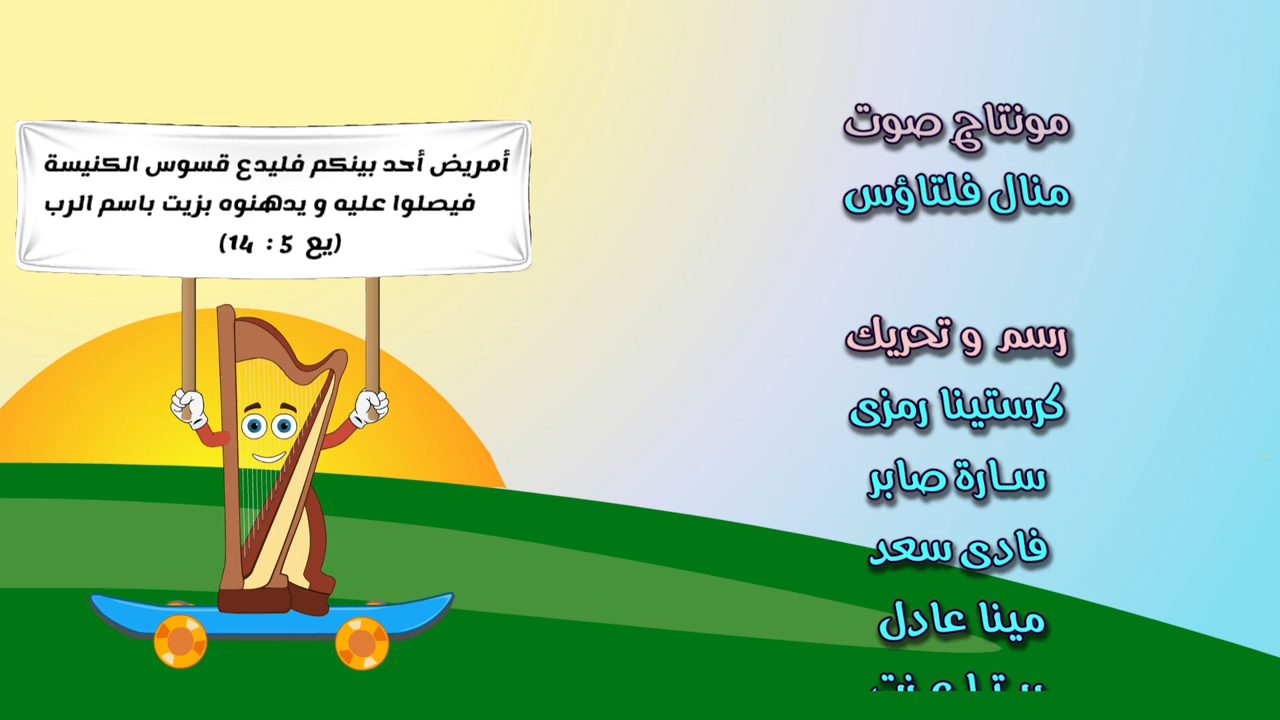 أمريض أحد بينكم فليدع قسوس الكنيسة
فيصلوا عليه و يدهنوه بزيت باسم الرب
(يع 5 : 14)
مونتاج صوت
منال فلتاؤس
رسم و تحريك
كرستينا رمزى
سارة صابر
فادى سعد
مينا عادل